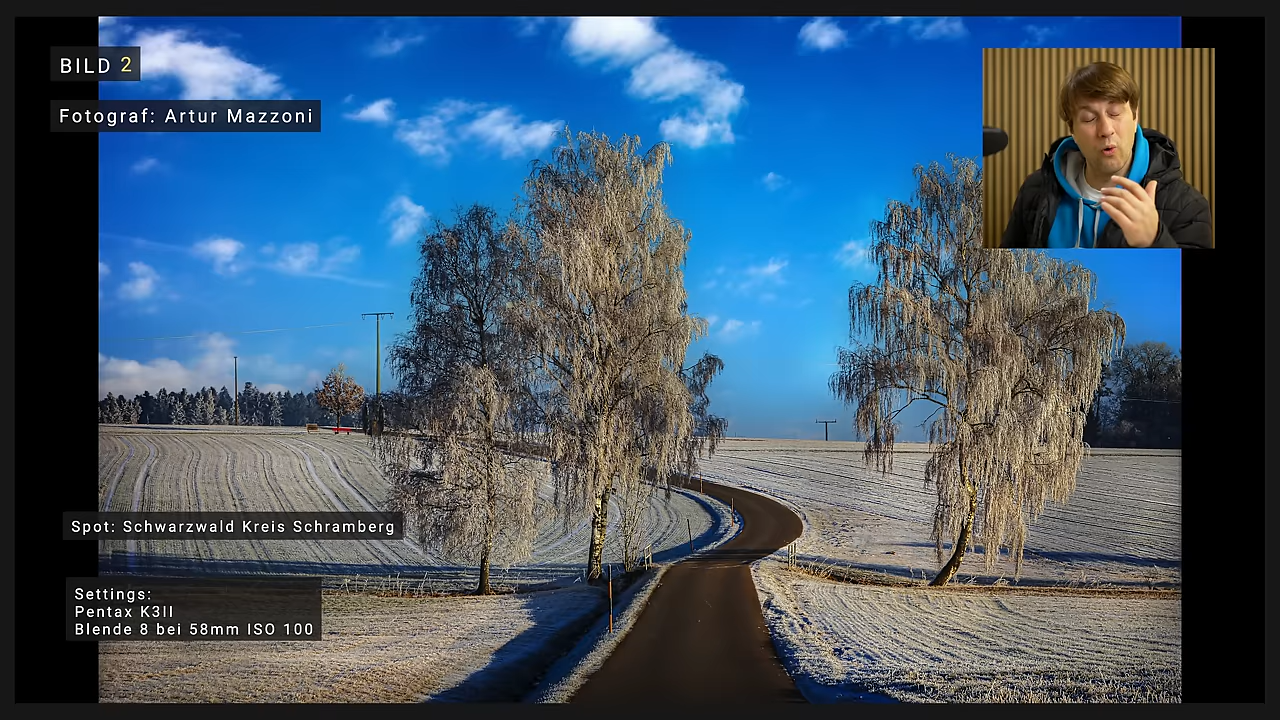 BILD 2
Fotograf: Artur Mazzoni
Spot: Schwarzwald Kreis Schramberg
Settings:
Pentax K3II
Blende 8 bei 58mm ISO 100